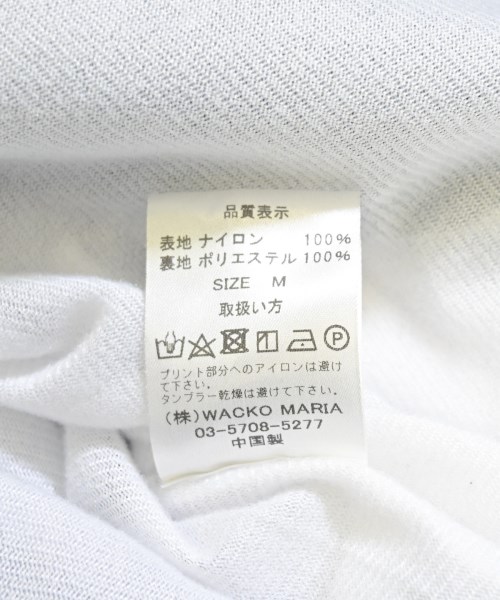 品質表示
表地 ナイロン 100%
裏地 ポリエステル 100%
SIZE M
取扱い方
P
プリント部分へのアイロンは避け
て下さい。
タンブラー乾燥は避けて下さい。
(株)WACKO MARIA
03-5708-5277
中国製